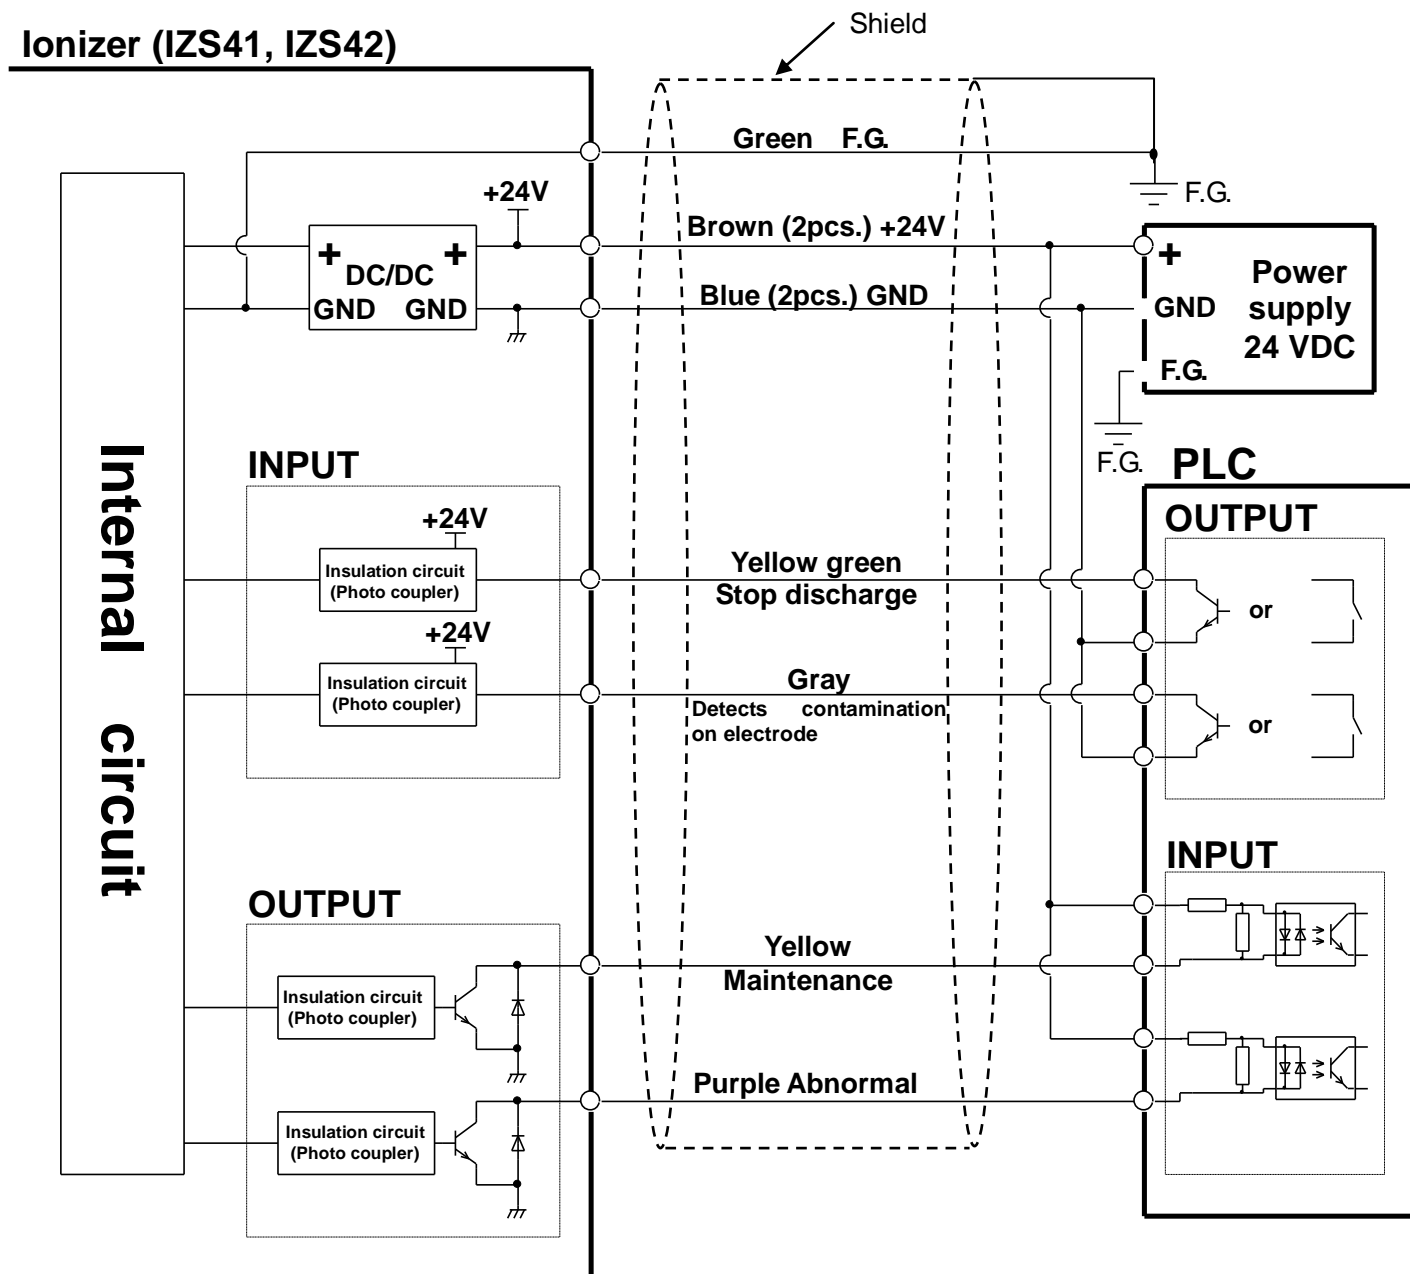 Shield
Ionizer (IZS41, IZS42)
Green F.G.
+24V
F.G.
Brown (2pcs.) +24V
+ +
DC/DC
GND GND
Blue (2pcs.) GND
+
GND
F.G.
Power
supply
24 VDC
F.G.
Internal circuit
INPUT
+24V
Insulation circuit
(Photo coupler)
+24V
Insulation circuit
(Photo coupler)
Yellow green
Stop discharge
Gray
Detects contamination
on electrode
PLC
OUTPUT
or
or
INPUT
OUTPUT
Insulation circuit
(Photo coupler)
Yellow
Maintenance
Insulation circuit
(Photo coupler)
Purple Abnormal